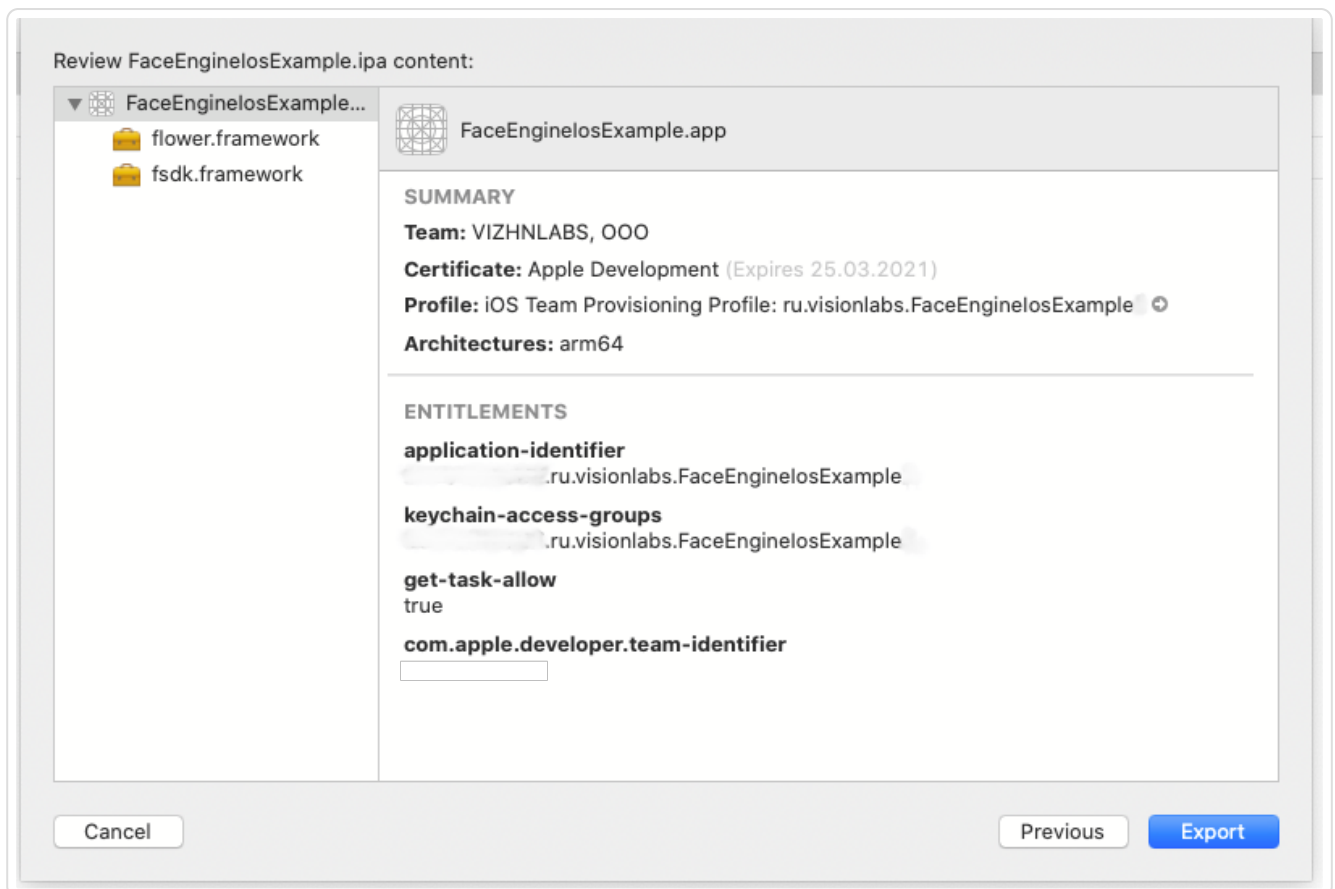 Review FaceEngineIosExample.ipa content:
FaceEngineIosExample...
flower.framework
fsdk.framework
FaceEngineIosExample.app
SUMMARY
Team: VIZHNLABS, OOO
Certificate: Apple Development (Expires 25.03.2021)
Profile: iOS Team Provisioning Profile: ru.visionlabs.FaceEngineIosExample
Architectures: arm64
ENTITLEMENTS
application-identifier
.ru.visionlabs.FaceEngineIosExample
keychain-access-groups
.ru.visionlabs.FaceEngineIosExample
get-task-allow
true
com.apple.developer.team-identifier
Cancel
Previous
Export